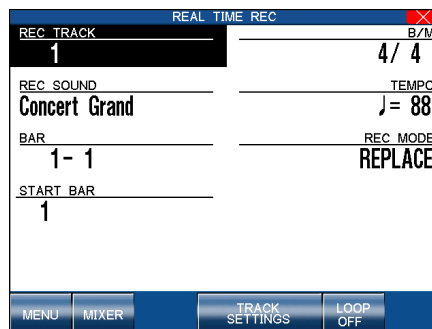 REAL TIME REC
REC TRACK
1
B/M
4/ 4
REC SOUND
Concert Grand
TEMPO
♩= 88
BAR
1- 1
REC MODE
REPLACE
START BAR
1
MENU
MIXER
TRACK
SETTINGS
LOOP
OFF